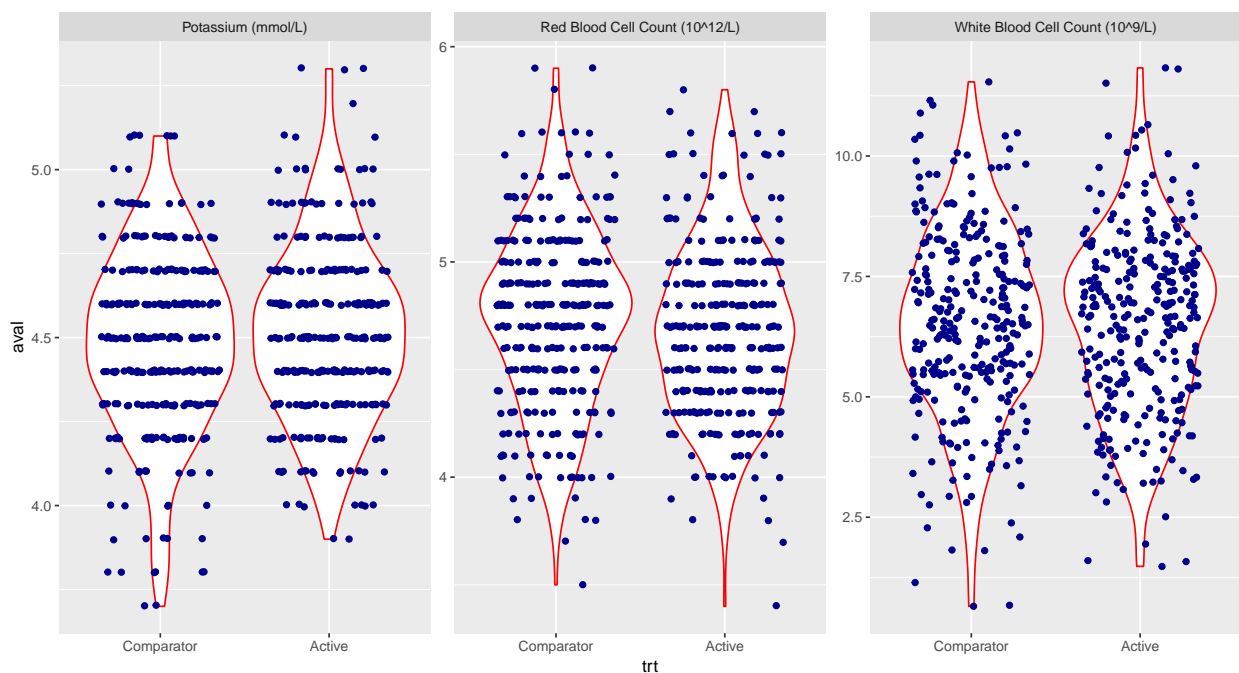 Potassium (mmol/L)
Red Blood Cell Count (10^12/L)
White Blood Cell Count (10^9/L)
aval
5.0
4.5
4.0
6
5
4
10.0
7.5
5.0
2.5
Comparator
Active
Comparator
Active
Comparator
Active
trt